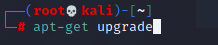 ┌──(root💀kali)-[~]
└─# apt-get upgrade